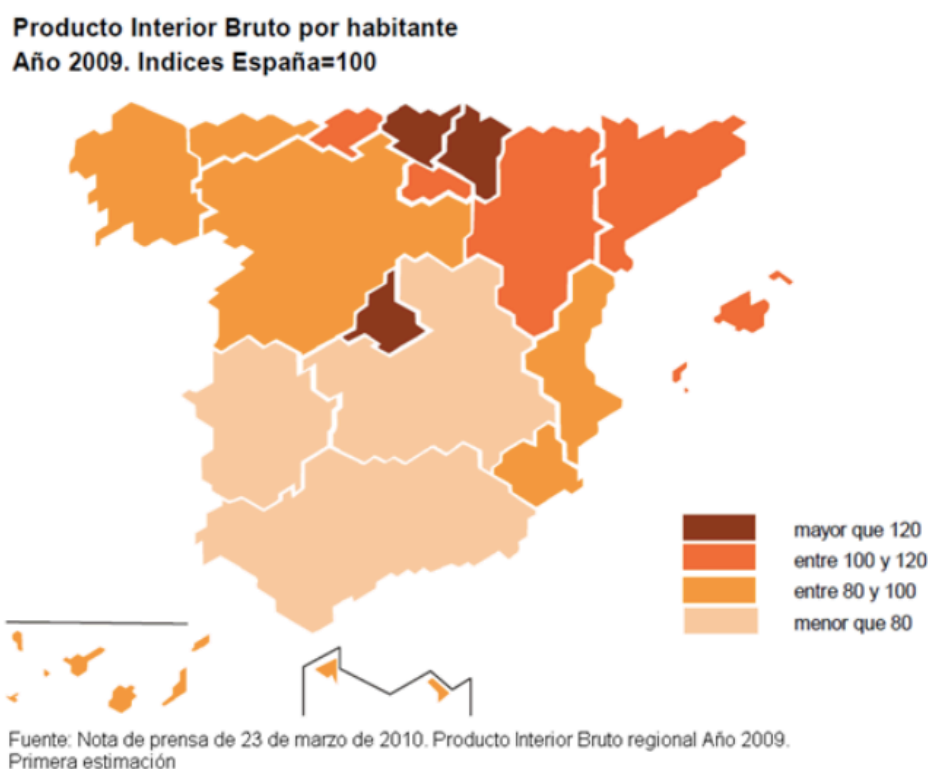 Producto Interior Bruto por habitante
Año 2009. Indices España=100
mayor que 120
entre 100 y 120
entre 80 y 100
menor que 80
Fuente: Nota de prensa de 23 de marzo de 2010. Producto Interior Bruto regional Año 2009.
Primera estimación